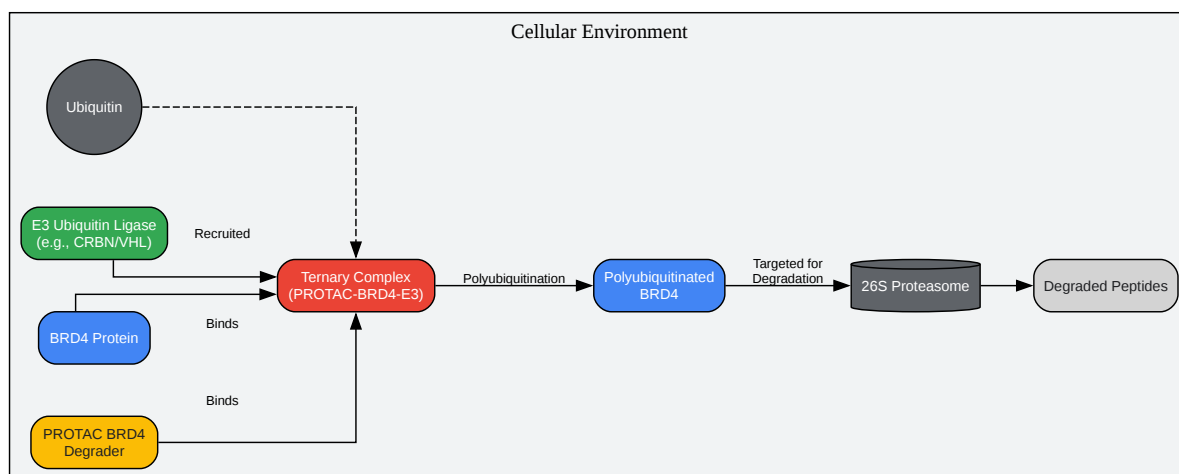 Cellular Environment
Ubiquitin
E3 Ubiquitin Ligase
(e.g., CRBN/VHL)
Recruited
Ternary Complex
(PROTAC-BRD4-E3)
Polyubiquitination
Polyubiquitinated
BRD4
Targeted for
Degradation
26S Proteasome
Degraded Peptides
BRD4 Protein
Binds
Binds
PROTAC BRD4
Degrader